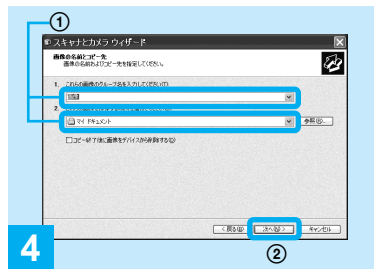 ①
スキャナとカメラ ウィザード
画像の名前とコピー先
画像の名前およびコピー先を指定してください。
1. これらの画像のグループ名を入力してください(T):
画像
2.
マイ ドキュメント
参照(R)...
コピー終了後に画像をデバイスから削除する(D)
< 戻る(B)
次へ(N) >
キャンセル
4
②